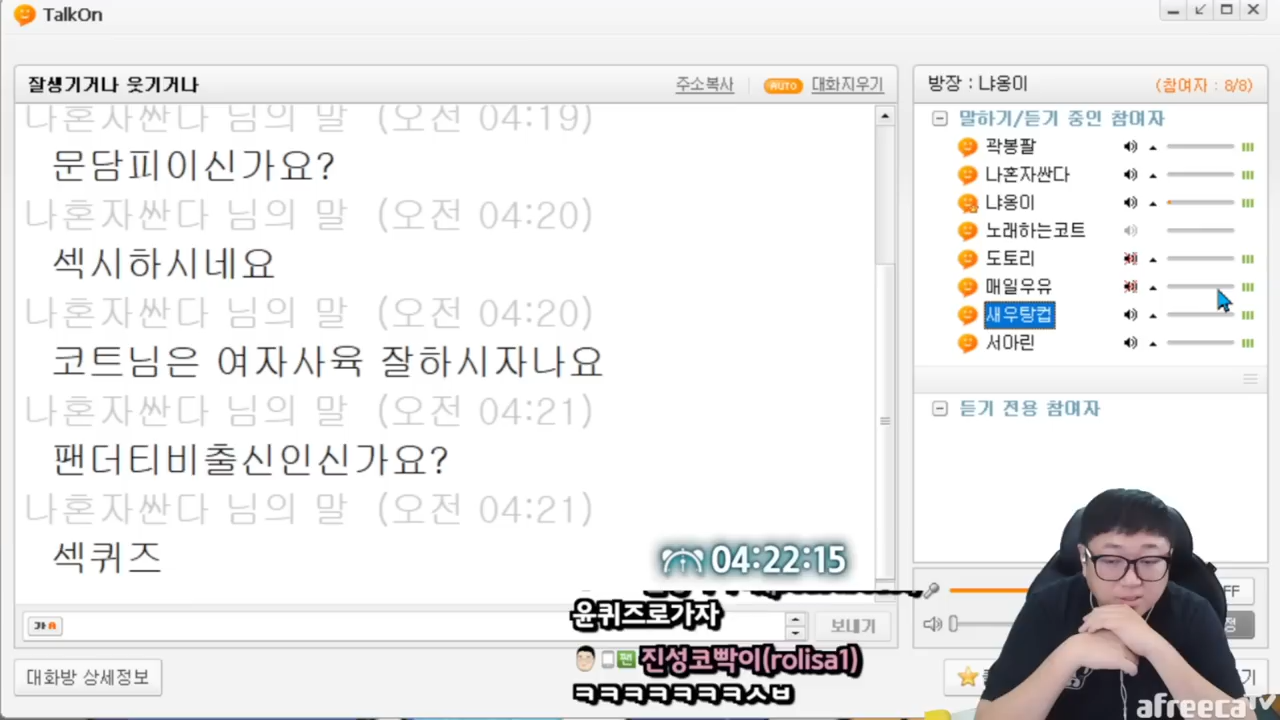 TalkOn
잘생기거나 웃기거나
주소복사
AUTO
대화지우기
나혼자싼다 님의 말 (오전 04:19)
문담피이신가요?
나혼자싼다 님의 말 (오전 04:20)
섹시하시네요
나혼자싼다 님의 말 (오전 04:20)
코트님은 여자사육 잘하시자나요
나혼자싼다 님의 말 (오전 04:21)
팬더티비출신인신가요?
나혼자싼다 님의 말 (오전 04:21)
섹퀴즈
04:22:15
윤퀴즈로가자
팬 진성코빡이(rolisa1)
ㅋㅋㅋㅋㅋㅋㅋㅅㅂ
가
보내기
대화방 상세정보
방장 : 냐옹이
(참여자 : 8/8)
말하기/듣기 중인 참여자
곽봉팔
나혼자싼다
냐옹이
노래하는코트
도토리
매일우유
새우탕컵
서아린
듣기 전용 참여자
afreecaTV